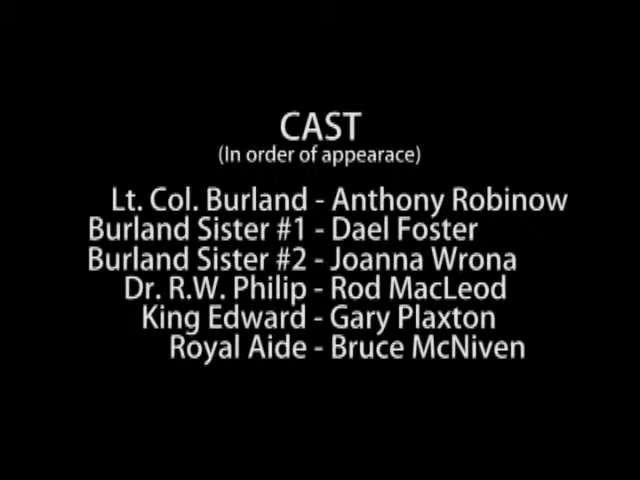 CAST
(In order of appearace)
Lt. Col. Burland - Anthony Robinow
Burland Sister #1 - Dael Foster
Burland Sister #2 - Joanna Wrona
Dr. R.W. Philip - Rod MacLeod
King Edward - Gary Plaxton
Royal Aide - Bruce McNiven